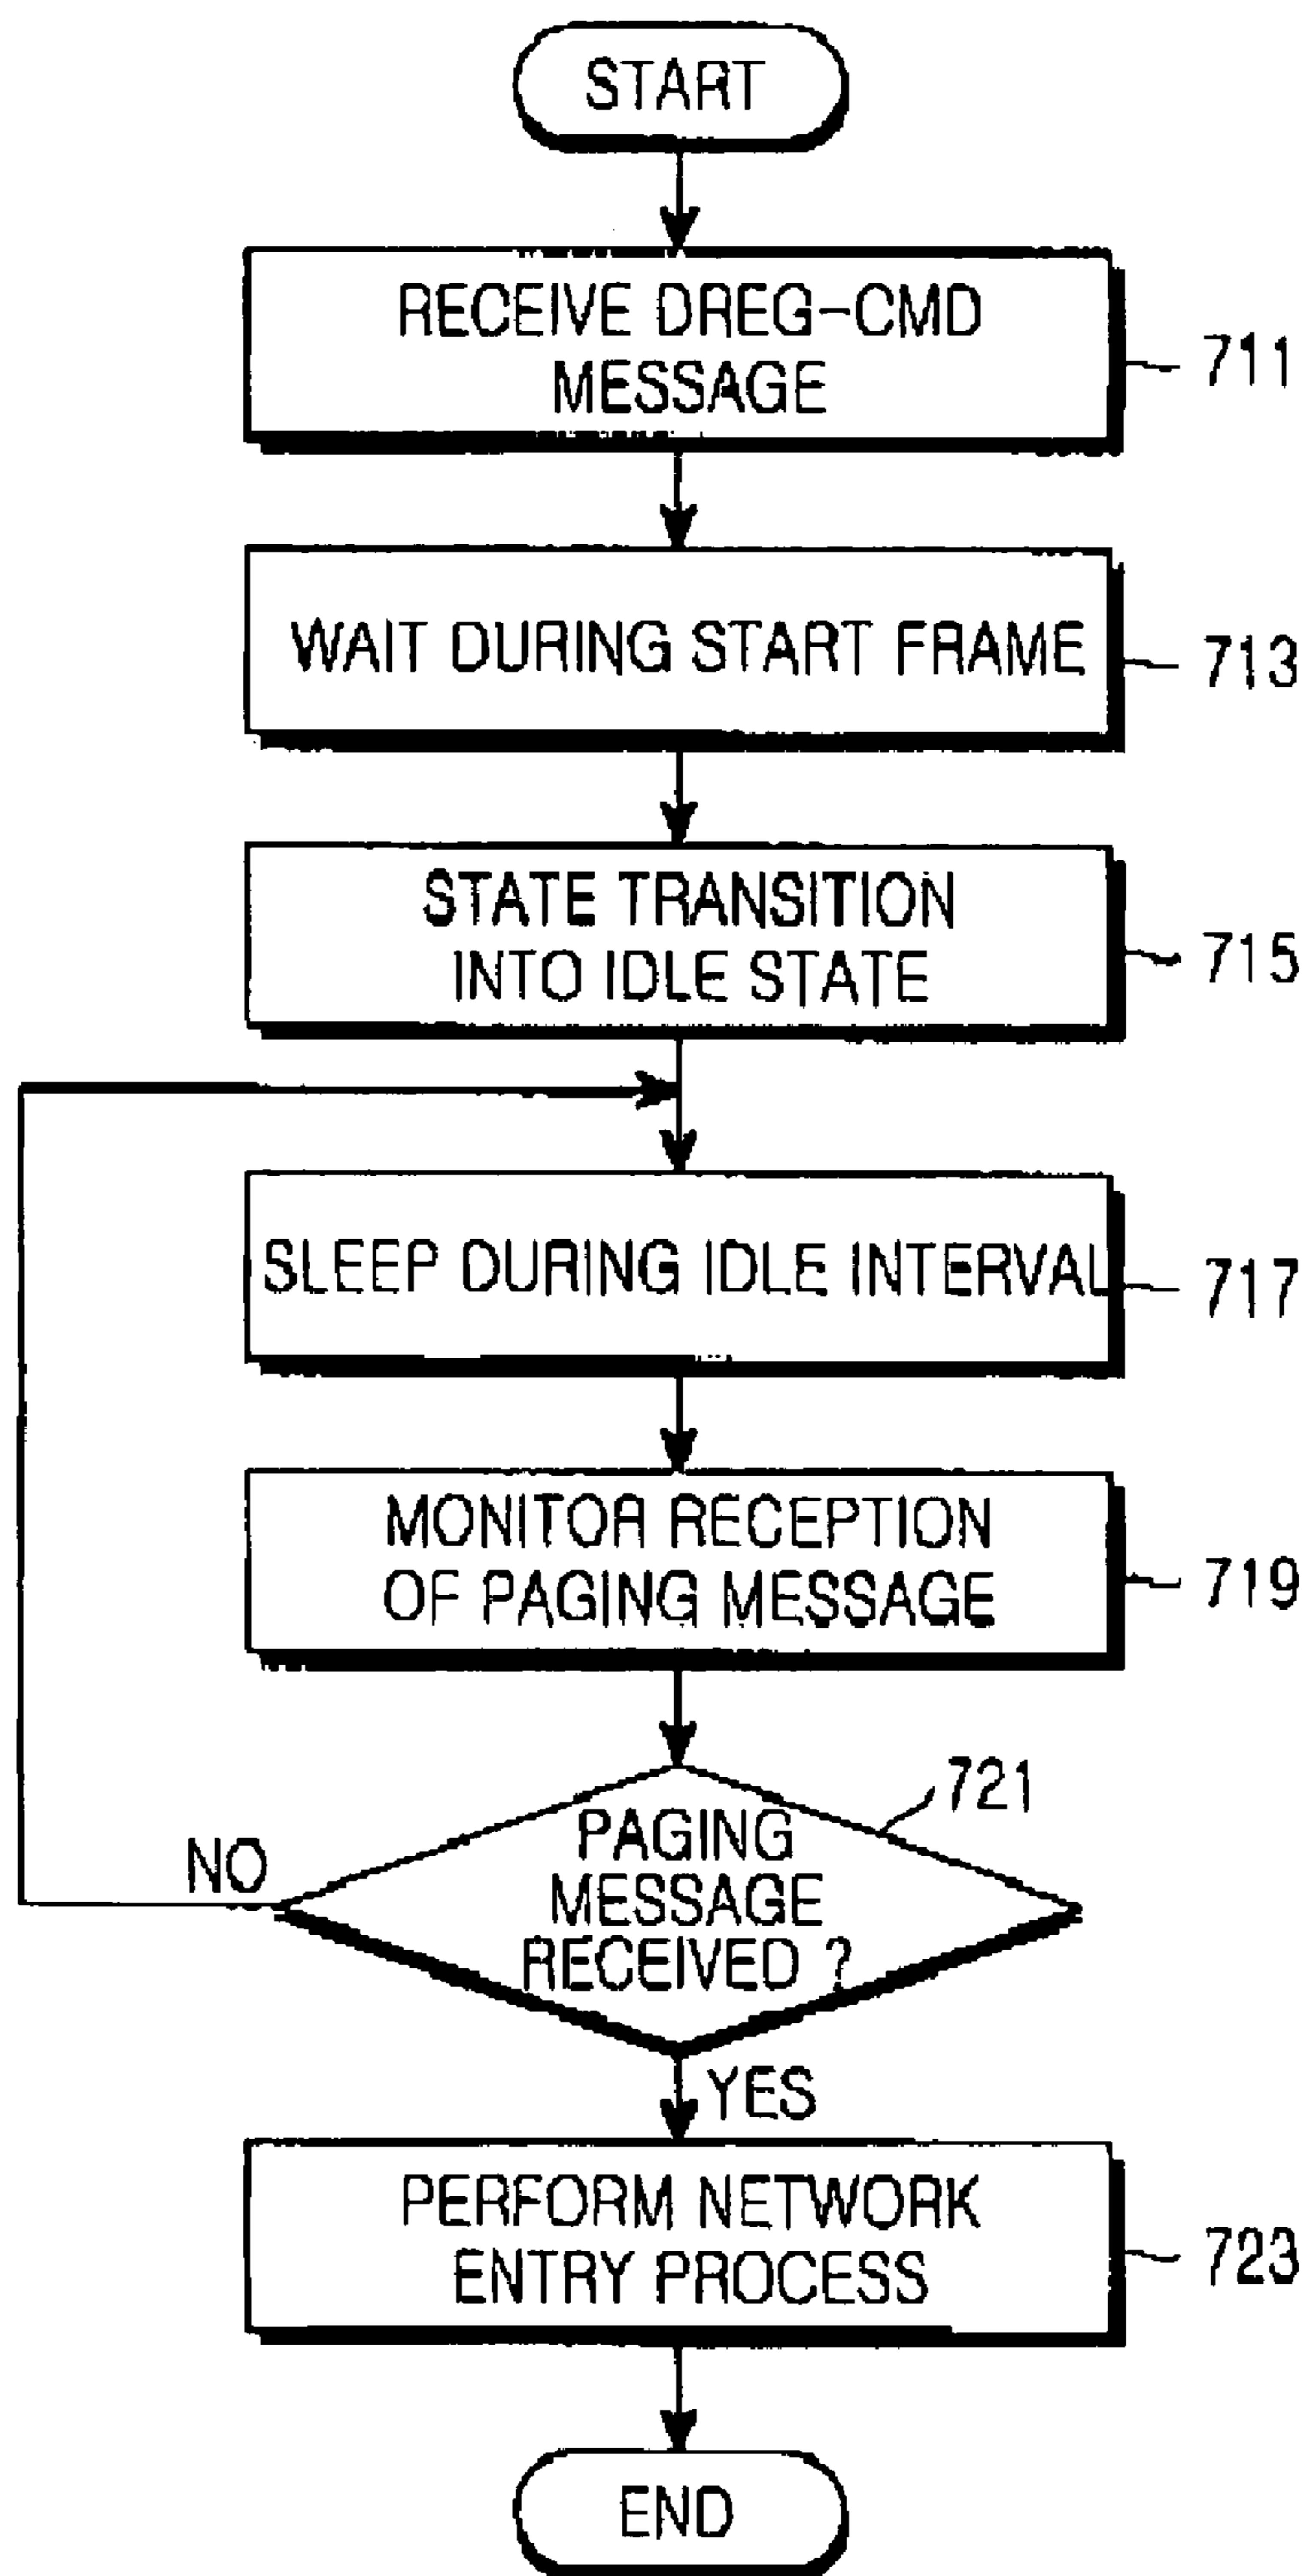 START
RECEIVE DREG-CMD
MESSAGE
711
WAIT DURING START FRAME
713
STATE TRANSITION
INTO IDLE STATE
715
SLEEP DURING IDLE INTERVAL
717
MONITOR RECEPTION
OF PAGING MESSAGE
719
721
PAGING
MESSAGE
RECEIVED ?
NO
YES
PERFORM NETWORK
ENTRY PROCESS
723
END